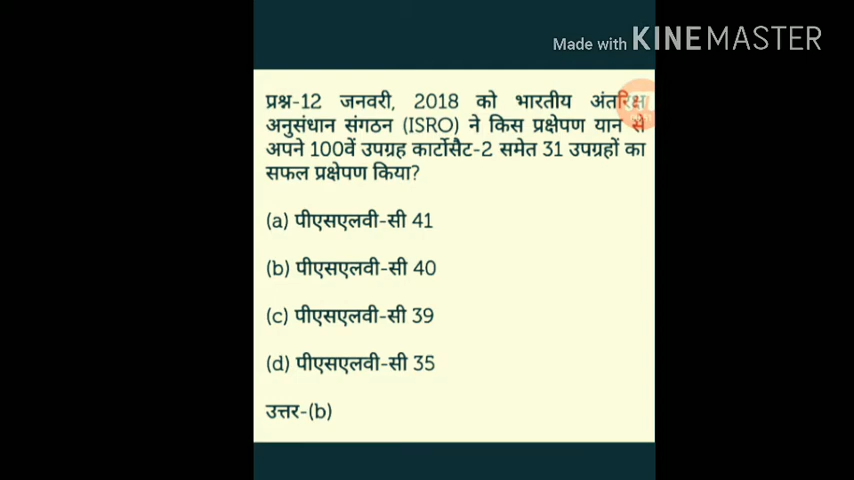 Made with KINEMASTER
प्रश्न-12 जनवरी, 2018 को भारतीय अंतरिक्ष
अनुसंधान संगठन (ISRO) ने किस प्रक्षेपण यान से
अपने 100वें उपग्रह कार्टोसैट-2 समेत 31 उपग्रहों का
सफल प्रक्षेपण किया?
(a) पीएसएलवी-सी 41
(b) पीएसएलवी-सी 40
(c) पीएसएलवी-सी 39
(d) पीएसएलवी-सी 35
उत्तर-(b)